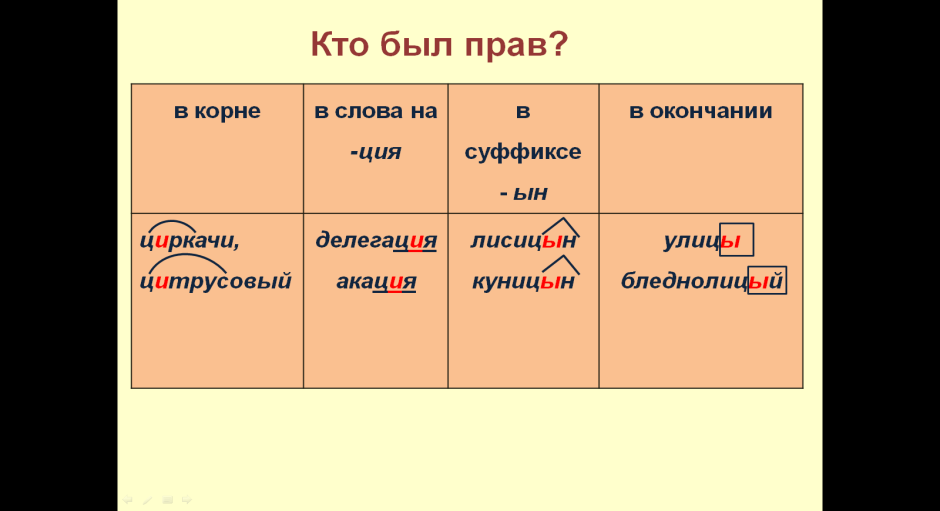 Кто был прав?
в корне
в слова на
-ция
в
суффиксе
- ын
в окончании
циркачи,
цитрусовый
делегация
акация
лисицын
куницын
улицы
бледнолицый